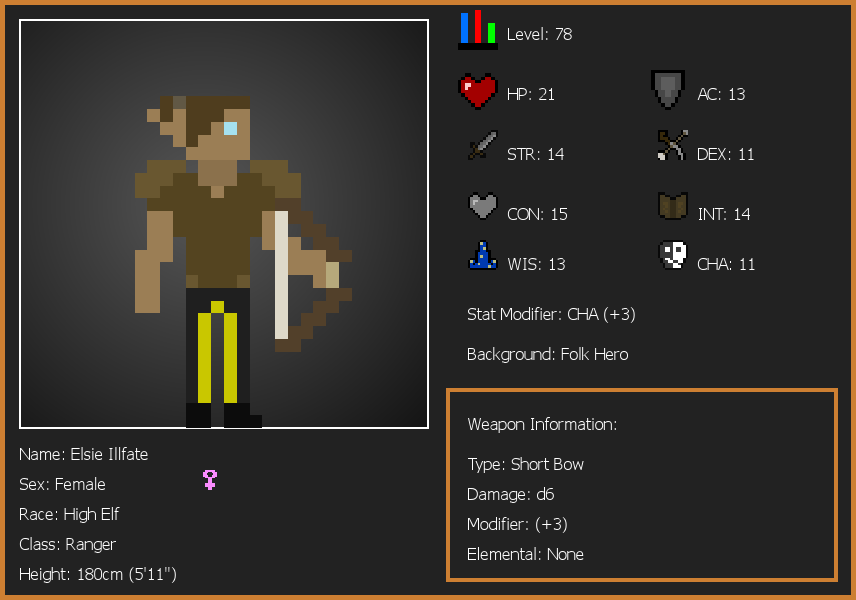 Level: 78
HP: 21
AC: 13
STR: 14
DEX: 11
CON: 15
INT: 14
WIS: 13
CHA: 11
Stat Modifier: CHA (+3)
Background: Folk Hero
Weapon Information:
Type: Short Bow
Damage: d6
Modifier: (+3)
Elemental: None
Name: Elsie Illfate
Sex: Female
Race: High Elf
Class: Ranger
Height: 180cm (5'11")